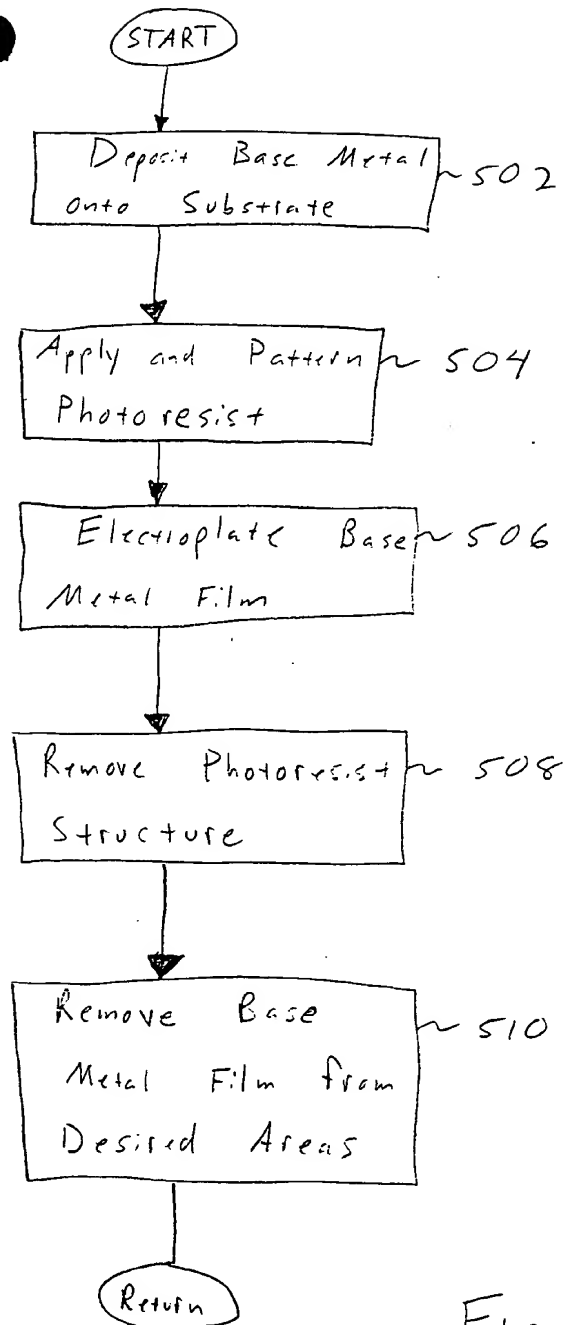 START
Deposit Base Metal
onto Substrate
502
Apply and Pattern
Photoresist
504
Electroplate Base
Metal Film
506
Remove Photoresist
Structure
508
Remove Base
Metal Film from
Desired Areas
510
Return